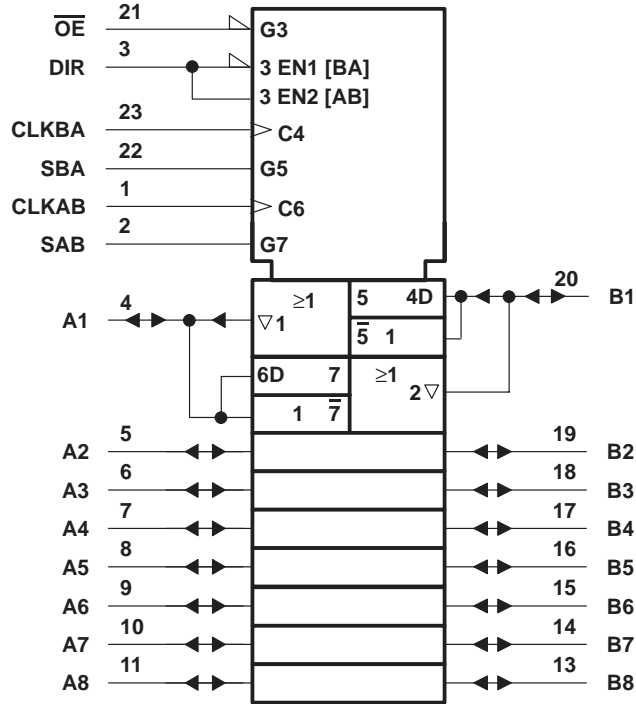 21
OE G3
3
DIR 3 EN1 [BA]
3 EN2 [AB]
23
CLKBA C4
22
SBA G5
1
CLKAB C6
2
SAB G7
4 ≥1 5 4D 20
A1 ▽1 B1
5̅ 1
6D 7 ≥1
2▽
1 7̅
5 19
A2 B2
6 18
A3 B3
7 17
A4 B4
8 16
A5 B5
9 15
A6 B6
10 14
A7 B7
11 13
A8 B8